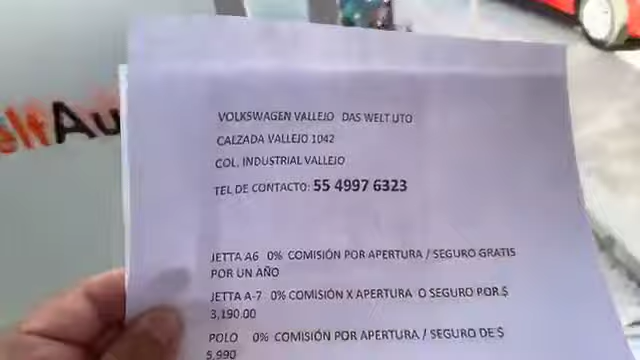 eltAu
VOLKSWAGEN VALLEJO DAS WELT UTO
CALZADA VALLEJO 1042
COL. INDUSTRIAL VALLEJO
TEL DE CONTACTO: 55 4997 6323
JETTA A6 0% COMISIÓN POR APERTURA / SEGURO GRATIS
POR UN AÑO
JETTA A-7 0% COMISIÓN X APERTURA O SEGURO POR $
3,190.00
POLO 0% COMISIÓN POR APERTURA / SEGURO DE $
5,990